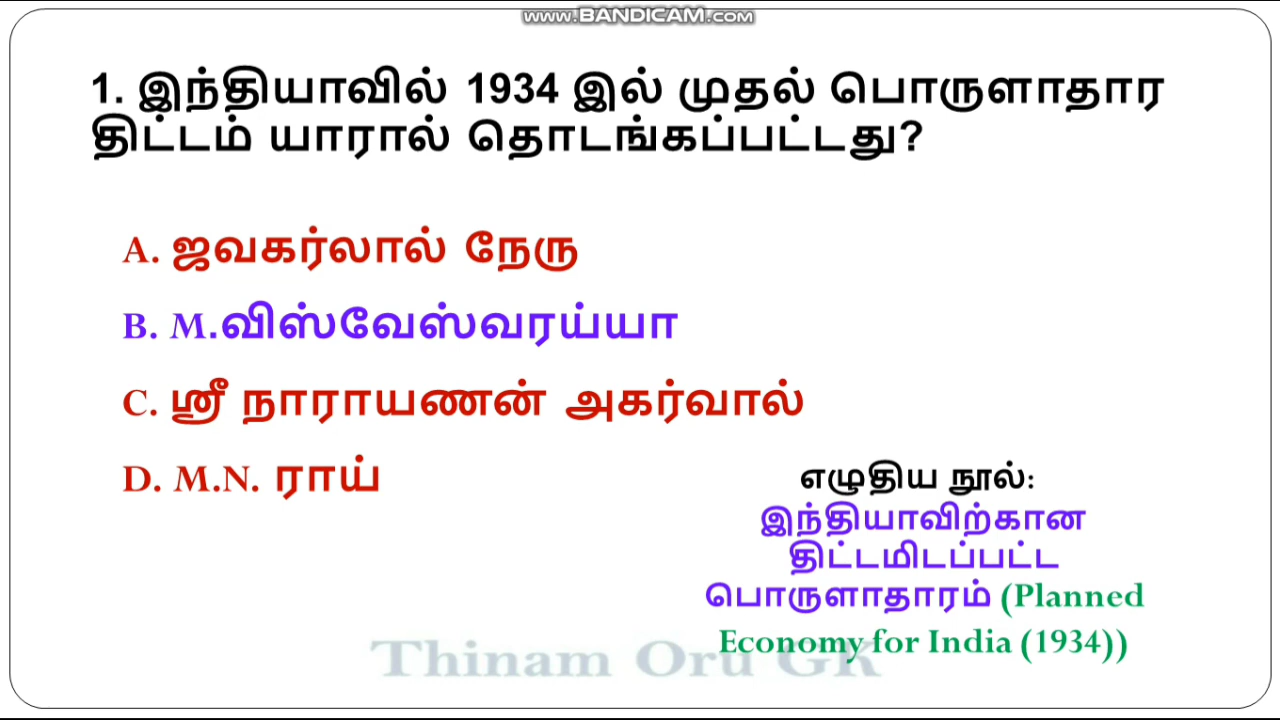 www.BANDICAM.com
1. இந்தியாவில் 1934 இல் முதல் பொருளாதார
திட்டம் யாரால் தொடங்கப்பட்டது?
A. ஜவகர்லால் நேரு
B. M.விஸ்வேஸ்வரய்யா
C. ஸ்ரீ நாராயணன் அகர்வால்
D. M.N. ராய்
எழுதிய நூல்:
இந்தியாவிற்கான
திட்டமிடப்பட்ட
பொருளாதாரம் (Planned
Economy for India (1934))
Thinam Oru GK